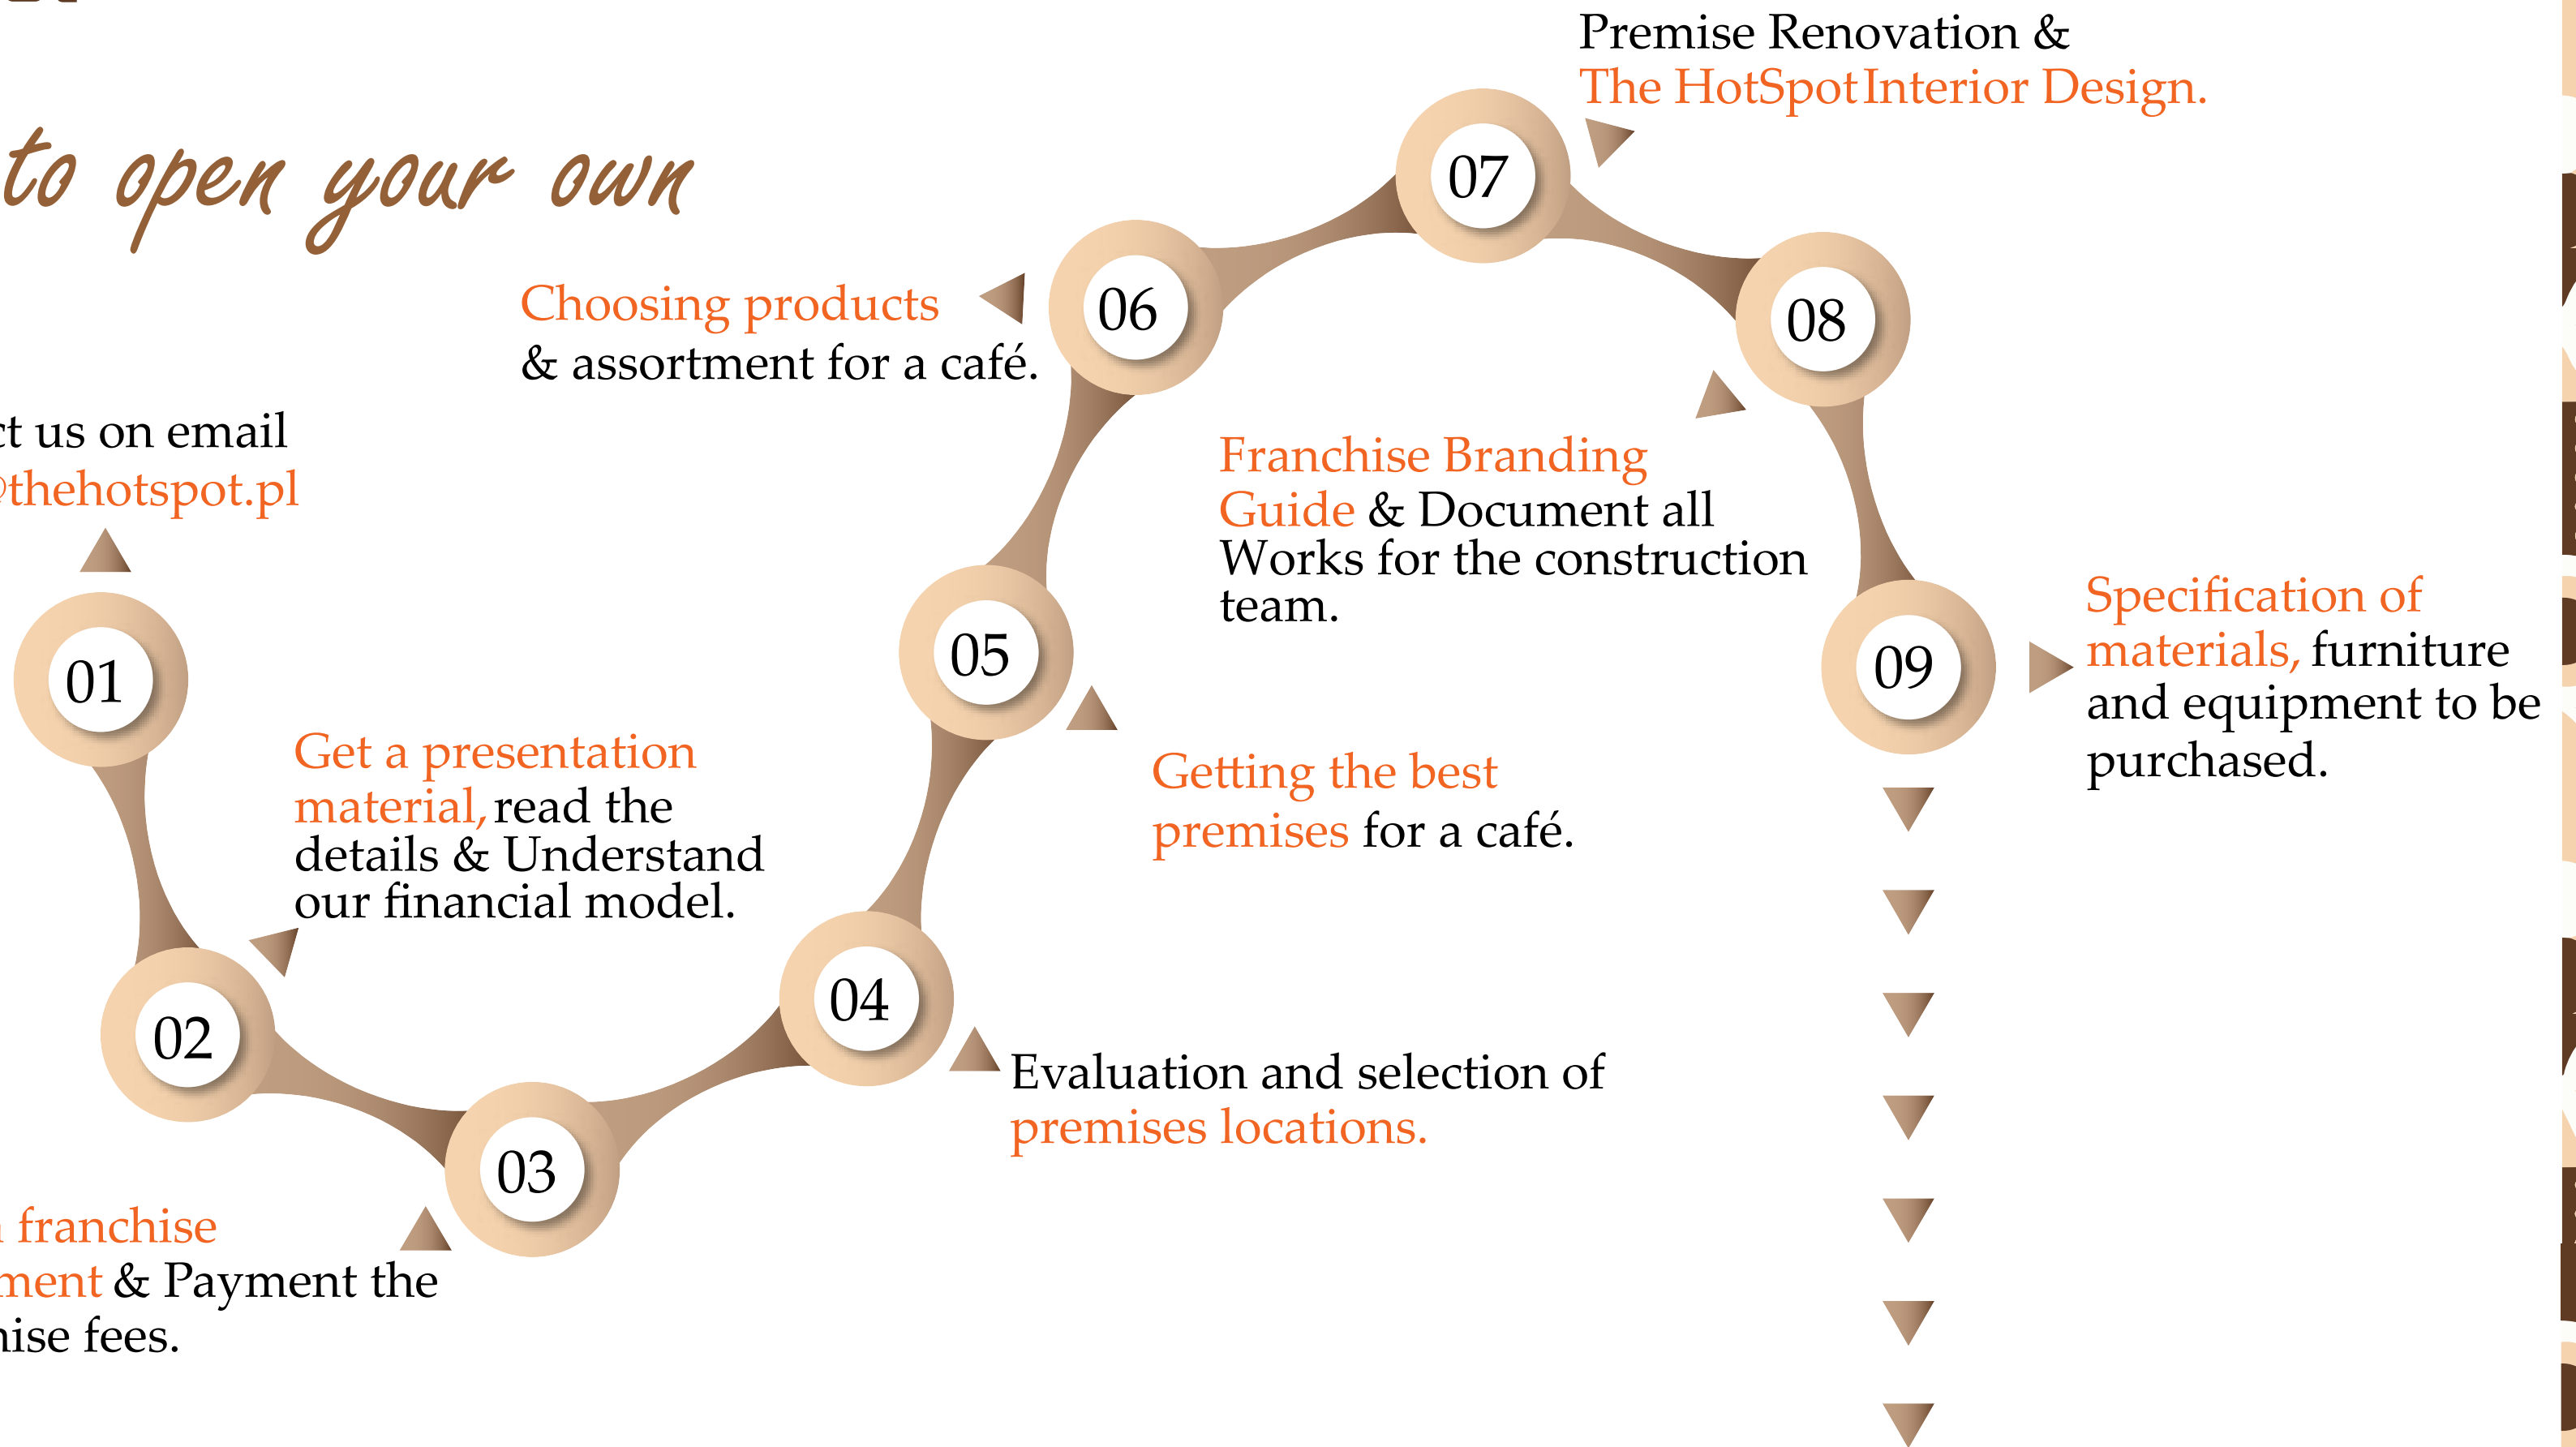 to open your own
ct us on email
@thehotspot.pl
01
Get a presentation
material, read the
details & Understand
our financial model.
02
franchise
ment & Payment the
nise fees.
03
04
Evaluation and selection of
premises locations.
05
Getting the best
premises for a café.
06
Choosing products
& assortment for a café.
07
Premise Renovation &
The HotSpot Interior Design.
08
Franchise Branding
Guide & Document all
Works for the construction
team.
09
Specification of
materials, furniture
and equipment to be
purchased.